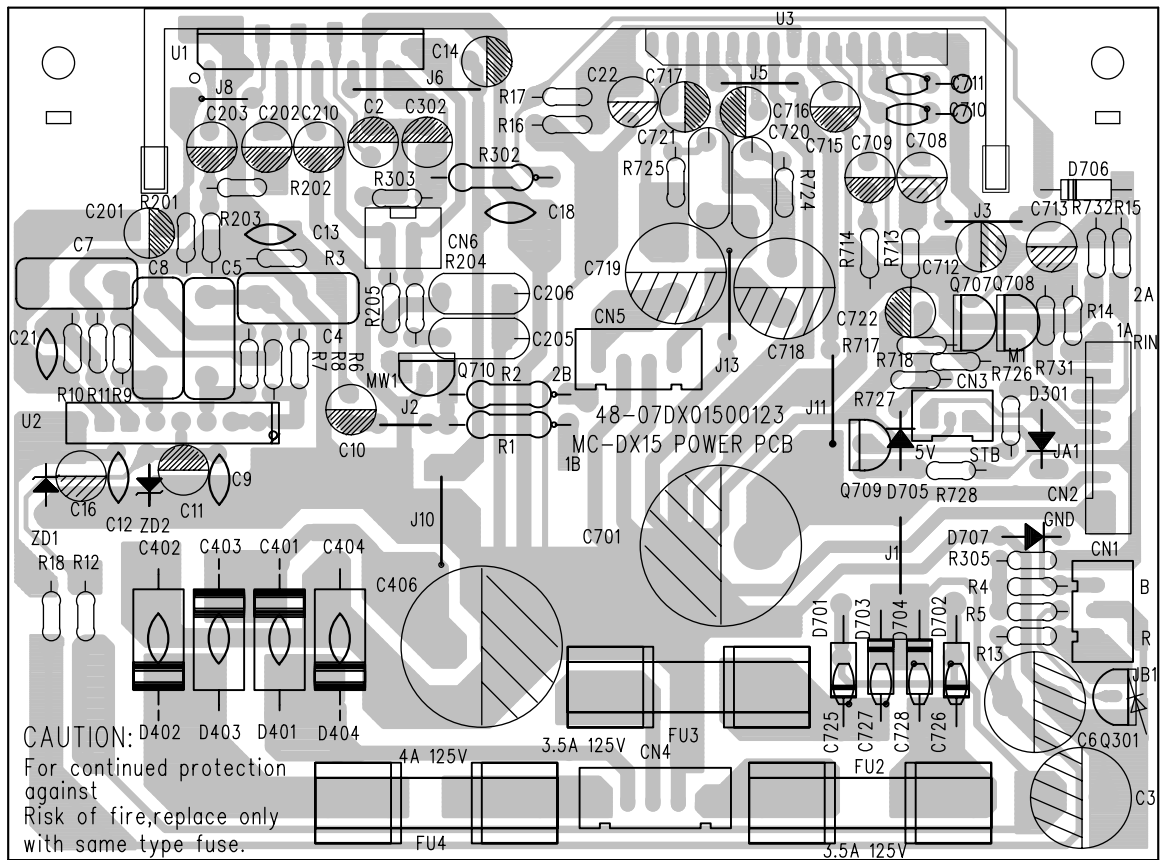 U3
U1
C14
J6
J8
C22
C717
J5
C711
C710
R17
R16
C203
C202
C210
C2
C302
C721
C716
C720
C715
C709
C708
R302
R725
R724
D706
R201
R202
R303
C201
R203
C18
C13
C7
C8
C5
R3
CN6
R204
C719
R714
R713
J3
C713
R732
R15
C712
Q707
Q708
2A
C206
C722
R14
1A
RIN
C21
C4
R205
C205
CN5
J13
C718
R717
R718
M1
R731
R7
R8
R6
MW1
Q710
R2
2B
CN3
R726
R10
R11
R9
J2
48-07DX01500123
J11
R727
D301
U2
R1
MC-DX15 POWER PCB
5V
STB
JA1
C10
1B
C16
C12
ZD2
C11
C9
Q709
D705
R728
CN2
ZD1
J10
C701
GND
D707
J1
C402
C403
C401
C404
R305
CN1
R18
R12
C406
D701
D703
D704
D702
R4
R5
B
R
R13
JB1
D402
D403
D401
D404
C725
C727
C728
C726
CAUTION:
For continued protection
against
Risk of fire,replace only
with same type fuse.
3.5A 125V
FU3
C6
Q301
4A 125V
CN4
FU2
C3
FU4
3.5A 125V